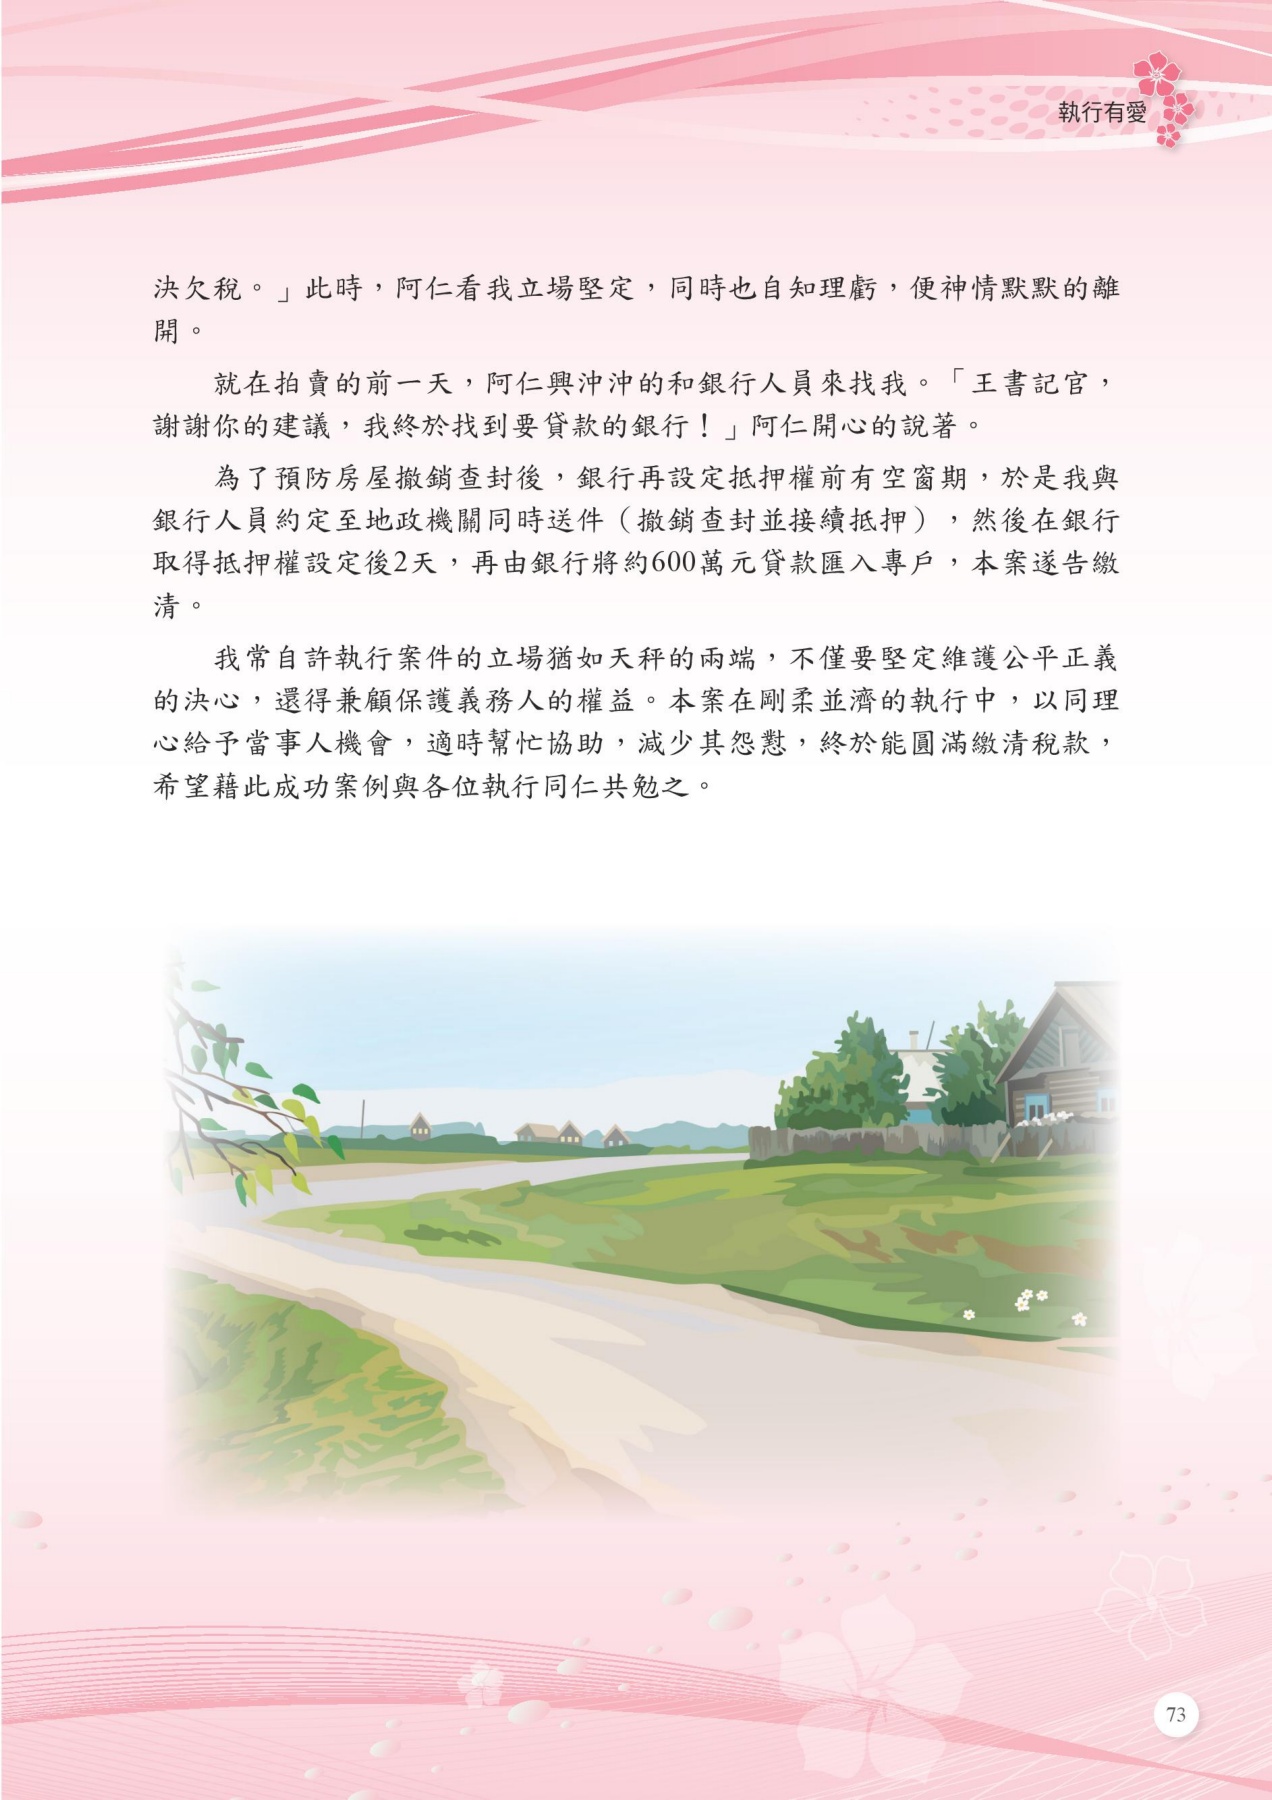 執行有愛
決欠稅。」此時，阿仁看我立場堅定，同時也自知理虧，便神情默默的離
開。
就在拍賣的前一天，阿仁興沖沖的和銀行人員來找我。「王書記官，
謝謝你的建議，我終於找到要貸款的銀行！」阿仁開心的說著。
為了預防房屋撤銷查封後，銀行再設定抵押權前有空窗期，於是我與
銀行人員約定至地政機關同時送件（撤銷查封並接續抵押），然後在銀行
取得抵押權設定後2天，再由銀行將約600萬元貸款匯入專戶，本案遂告繳
清。
我常自許執行案件的立場猶如天秤的兩端，不僅要堅定維護公平正義
的決心，還得兼顧保護義務人的權益。本案在剛柔並濟的執行中，以同理
心給予當事人機會，適時幫忙協助，減少其怨懟，終於能圓滿繳清稅款，
希望藉此成功案例與各位執行同仁共勉之。
73